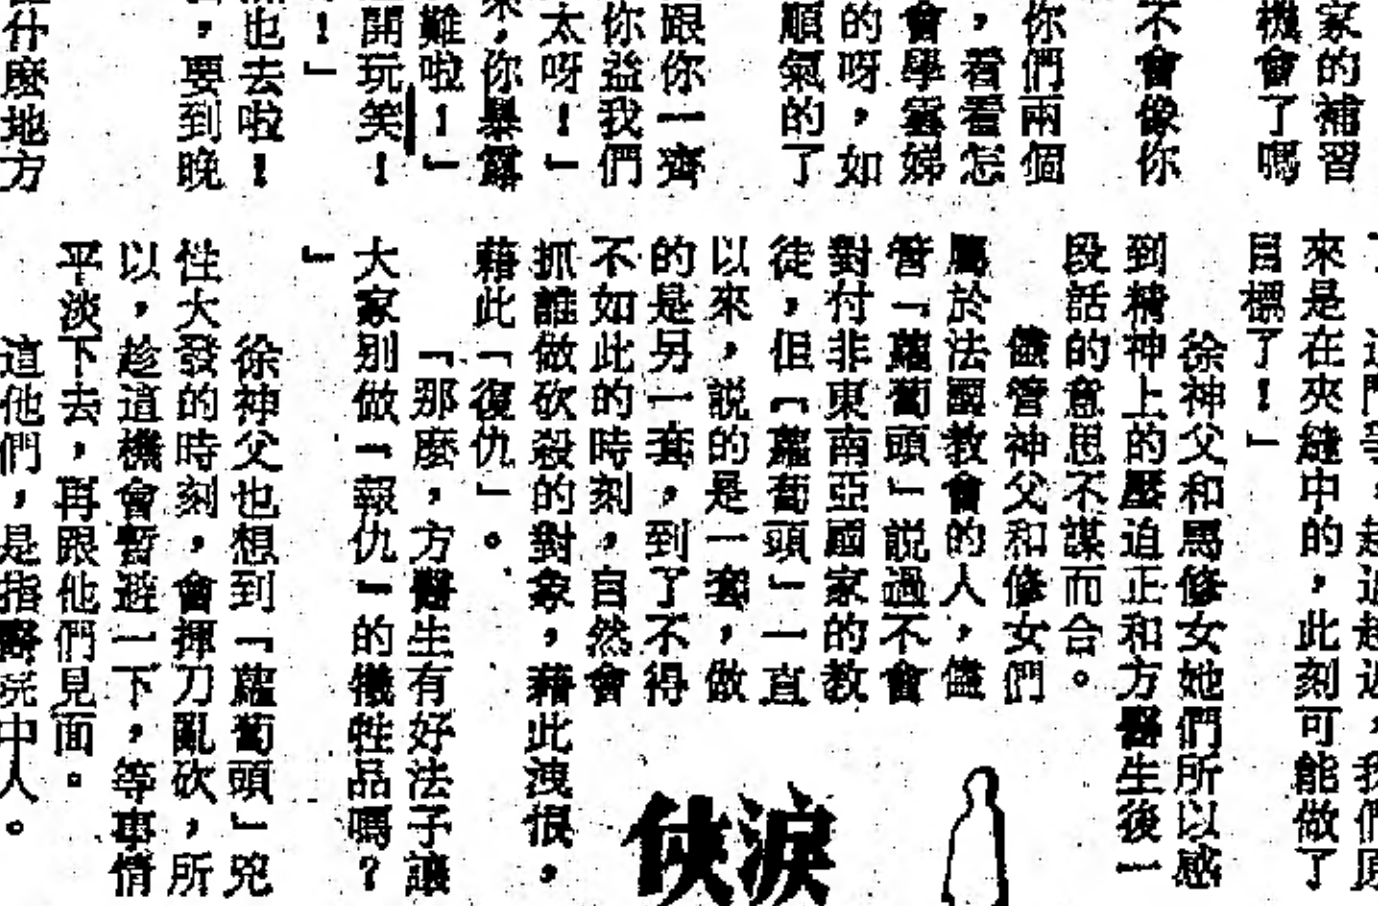 家的補習
機會了嗎
不會像你
你們兩個
，看看怎
會學雲娣
的呀，如
順氣的了
跟你一齊
你益我們
太呀！」
來，你暴露
難啦！」
開玩笑！
！」
也去啦！
，要到晚
什麼地方
來是在夾縫中的，此刻可能做了
目標了！」
徐神父和馬修女她們所以感
到精神上的壓迫正和方醫生後一
段話的意思不謀而合。
儘管神父和修女們
屬於法國教會的人，儘
管「蘿蔔頭」説過不會
對付非東南亞國家的教
徒，但「蘿蔔頭」一直
以來，説的是一套，做
的是另一套，到了不得
不如此的時刻，自然會
抓誰做砍殺的對象，藉此洩恨，
藉此「復仇」。
「那麼，方醫生有好法子讓
大家別做「報仇」的犧牲品嗎？
」
徐神父也想到「蘿蔔頭」兇
性大發的時刻，會揮刀亂砍，所
以，趁這機會暫避一下，等事情
平淡下去，再跟他們見面。
這他們，是指醫院中人。
淚
俠